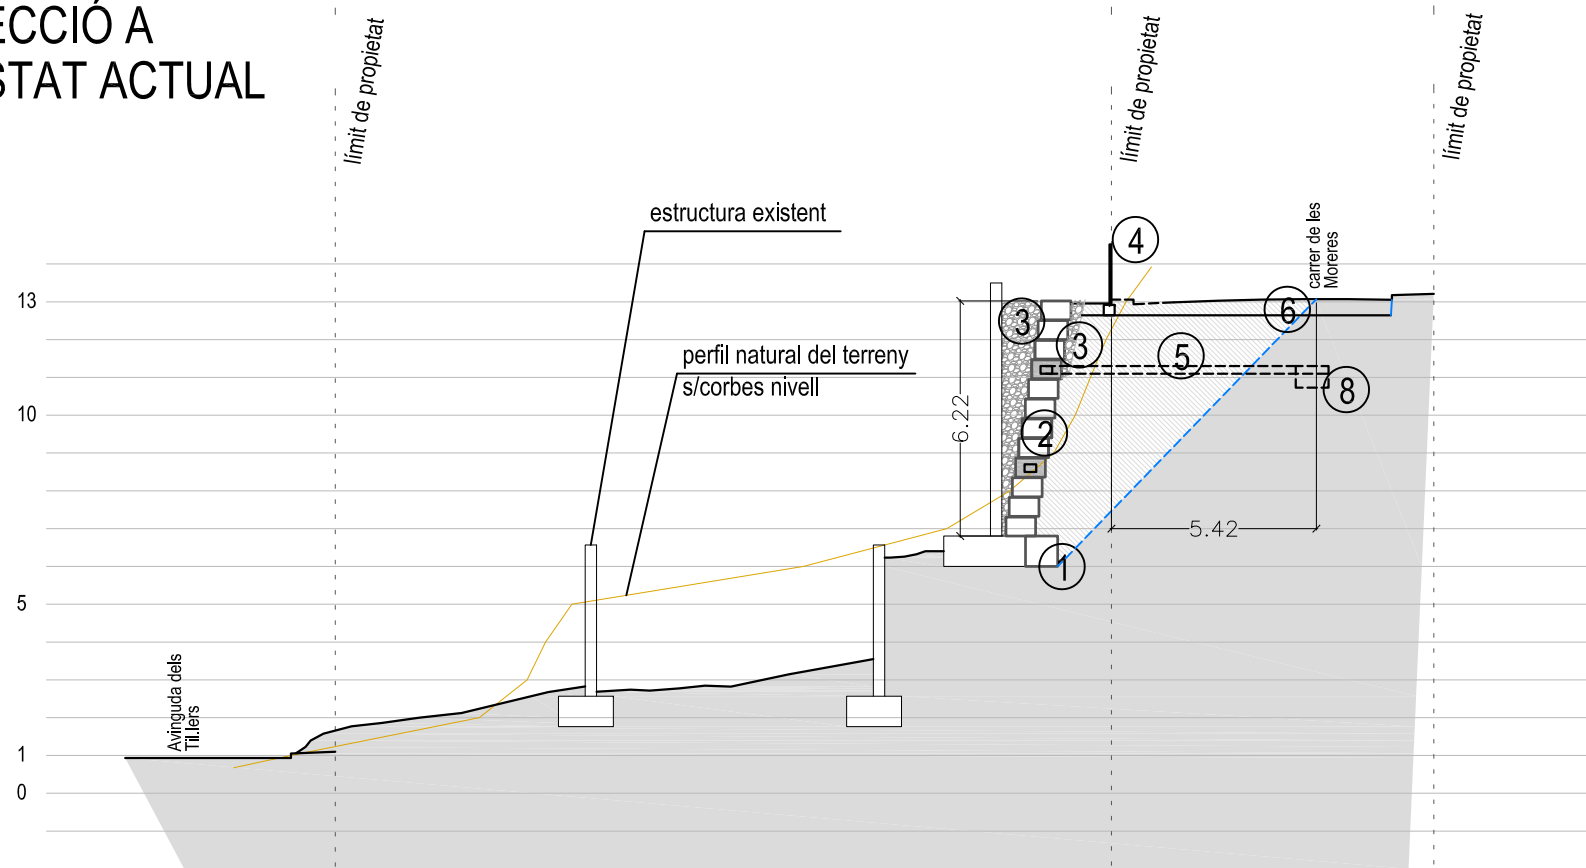 ECCIÓ A
STAT ACTUAL
límit de propietat
límit de propietat
límit de propietat
estructura existent
perfil natural del terreny
s/corbes nivell
carrer de les
Moreres
Avinguda dels
Til.lers
13
10
5
1
0
6.22
5.42
4
3
3
6
5
8
2
1